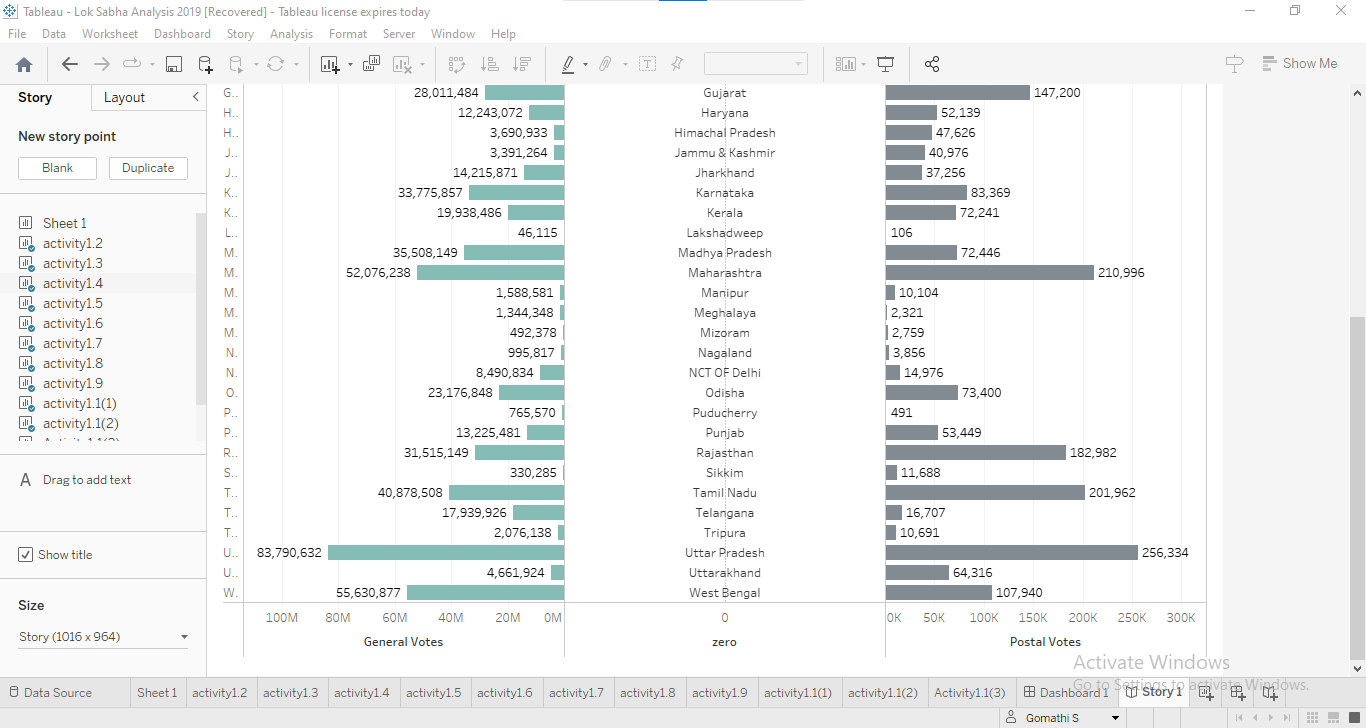 Tableau - Lok Sabha Analysis 2019 [Recovered] - Tableau license expires today
File Data Worksheet Dashboard Story Analysis Format Server Window Help
Show Me
Story Layout
New story point
Blank Duplicate
Sheet 1
activity1.2
activity1.3
activity1.4
activity1.5
activity1.6
activity1.7
activity1.8
activity1.9
activity1.1(1)
activity1.1(2)
A Drag to add text
Show title
Size
Story (1016 x 964)
G.. 28,011,484 Gujarat 147,200
H.. 12,243,072 Haryana 52,139
H.. 3,690,933 Himachal Pradesh 47,626
J.. 3,391,264 Jammu & Kashmir 40,976
J.. 14,215,871 Jharkhand 37,256
K.. 33,775,857 Karnataka 83,369
K.. 19,938,486 Kerala 72,241
L.. 46,115 Lakshadweep 106
M. 35,508,149 Madhya Pradesh 72,446
M. 52,076,238 Maharashtra 210,996
M. 1,588,581 Manipur 10,104
M. 1,344,348 Meghalaya 2,321
M. 492,378 Mizoram 2,759
N. 995,817 Nagaland 3,856
N. 8,490,834 NCT OF Delhi 14,976
O. 23,176,848 Odisha 73,400
P.. 765,570 Puducherry 491
P.. 13,225,481 Punjab 53,449
R.. 31,515,149 Rajasthan 182,982
S.. 330,285 Sikkim 11,688
T.. 40,878,508 Tamil Nadu 201,962
T.. 17,939,926 Telangana 16,707
T.. 2,076,138 Tripura 10,691
U.. 83,790,632 Uttar Pradesh 256,334
U.. 4,661,924 Uttarakhand 64,316
W. 55,630,877 West Bengal 107,940
100M 80M 60M 40M 20M 0M 0 0K 50K 100K 150K 200K 250K 300K
General Votes zero Postal Votes
Activate Windows
Go to Settings to activate Windows.
Data Source Sheet 1 activity1.2 activity1.3 activity1.4 activity1.5 activity1.6 activity1.7 activity1.8 activity1.9 activity1.1(1) activity1.1(2) Activity1.1(3) Dashboard 1 Story 1
Gomathi S